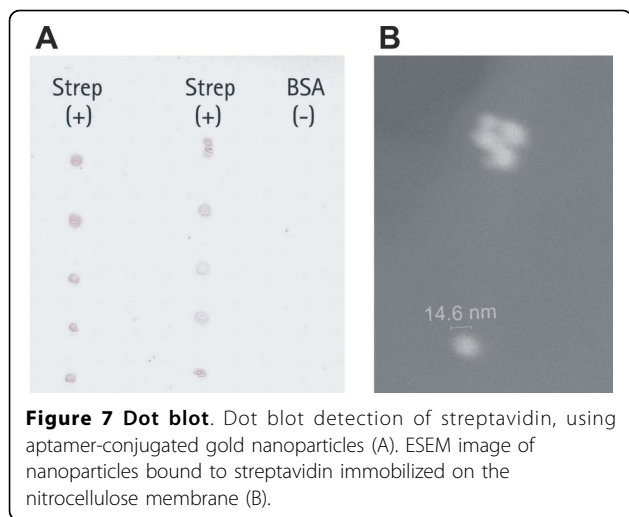 A
B
Strep Strep BSA
(+) (+) (-)
14.6 nm
Figure 7 Dot blot. Dot blot detection of streptavidin, using
aptamer-conjugated gold nanoparticles (A). ESEM image of
nanoparticles bound to streptavidin immobilized on the
nitrocellulose membrane (B).